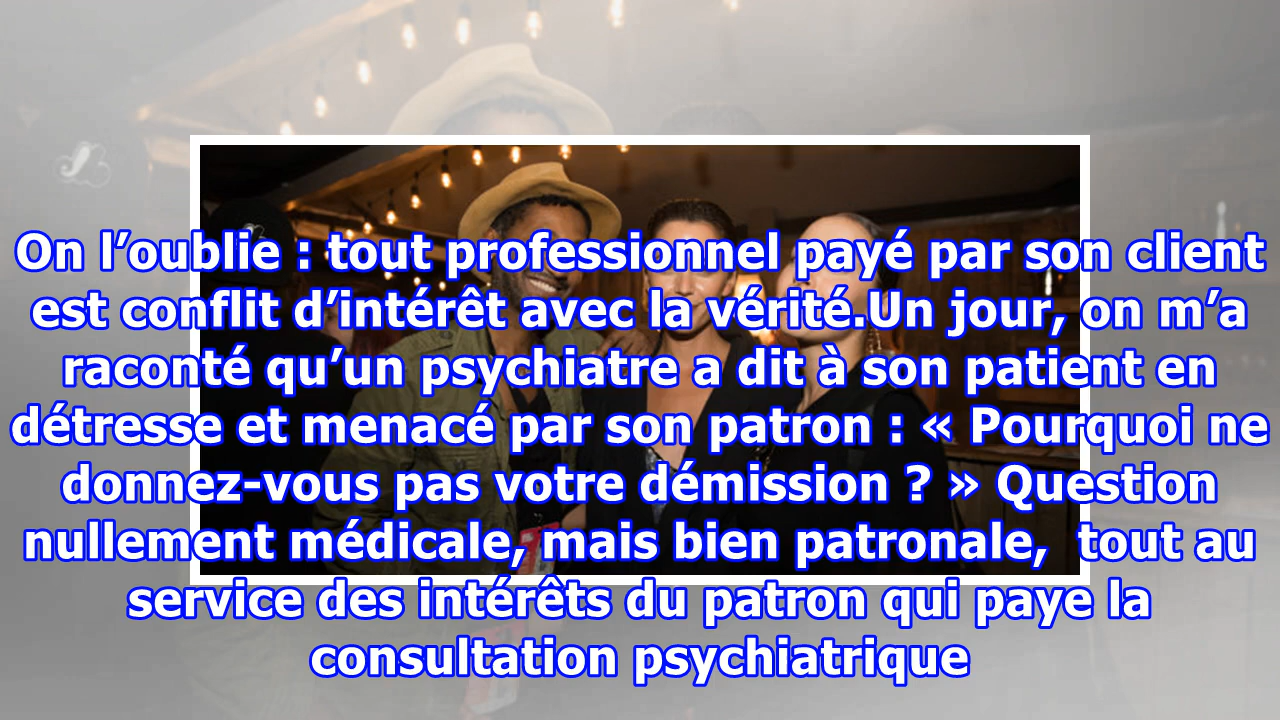 On l’oublie : tout professionnel payé par son client
est conflit d’intérêt avec la vérité.Un jour, on m’a
raconté qu’un psychiatre a dit à son patient en
détresse et menacé par son patron : « Pourquoi ne
donnez-vous pas votre démission ? » Question
nullement médicale, mais bien patronale,  tout au
service des intérêts du patron qui paye la
consultation psychiatrique